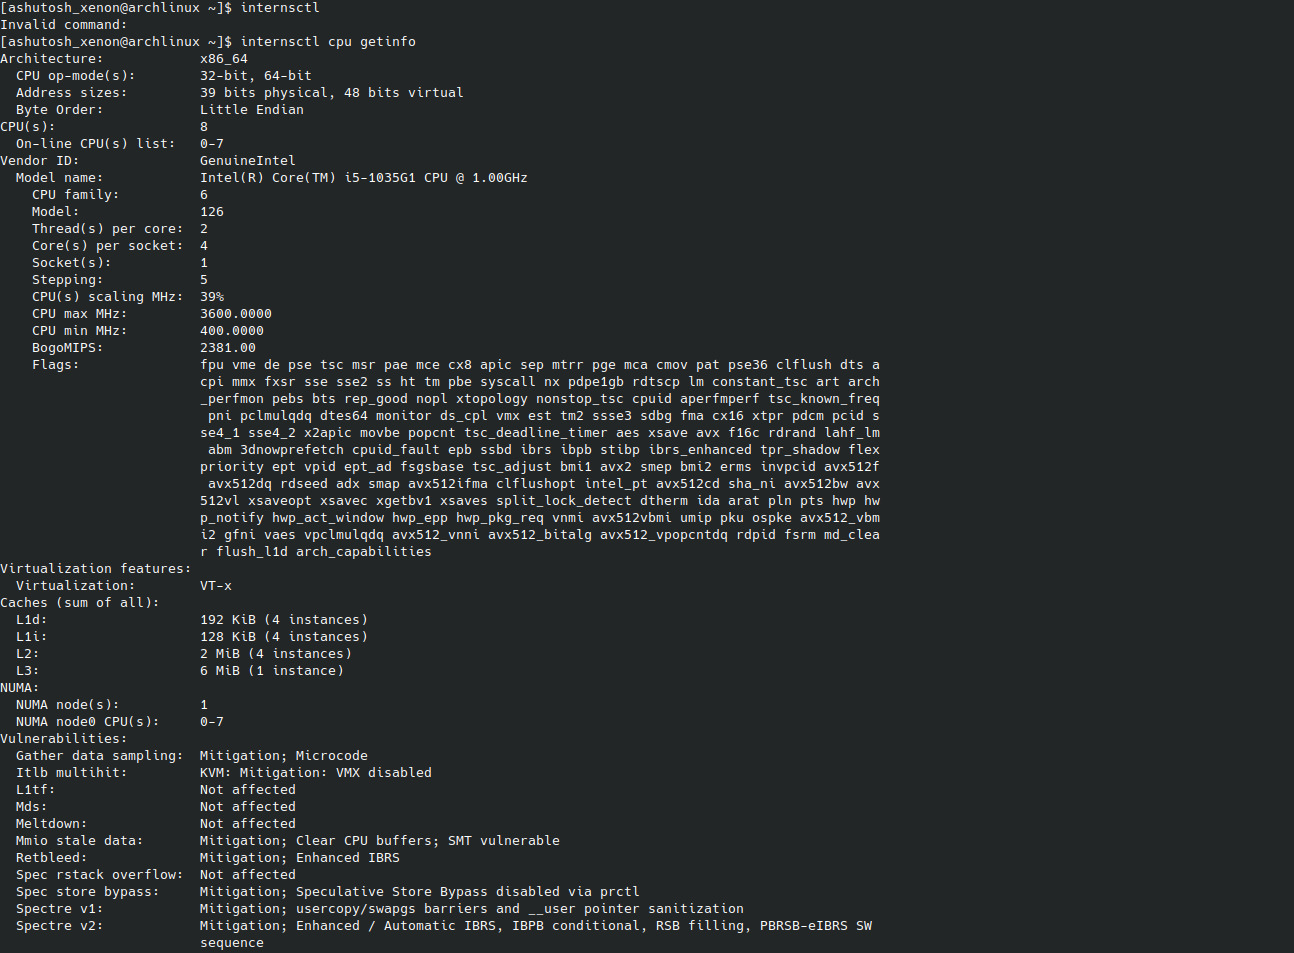 [ashutosh_xenon@archlinux ~]$ internsctl
Invalid command:
[ashutosh_xenon@archlinux ~]$ internsctl cpu getinfo
Architecture:            x86_64
  CPU op-mode(s):        32-bit, 64-bit
  Address sizes:         39 bits physical, 48 bits virtual
  Byte Order:            Little Endian
CPU(s):                  8
  On-line CPU(s) list:   0-7
Vendor ID:               GenuineIntel
  Model name:            Intel(R) Core(TM) i5-1035G1 CPU @ 1.00GHz
    CPU family:          6
    Model:               126
    Thread(s) per core:  2
    Core(s) per socket:  4
    Socket(s):           1
    Stepping:            5
    CPU(s) scaling MHz:  39%
    CPU max MHz:         3600.0000
    CPU min MHz:         400.0000
    BogoMIPS:            2381.00
    Flags:               fpu vme de pse tsc msr pae mce cx8 apic sep mtrr pge mca cmov pat pse36 clflush dts a
                         cpi mmx fxsr sse sse2 ss ht tm pbe syscall nx pdpe1gb rdtscp lm constant_tsc art arch
                         _perfmon pebs bts rep_good nopl xtopology nonstop_tsc cpuid aperfmperf tsc_known_freq
                          pni pclmulqdq dtes64 monitor ds_cpl vmx est tm2 ssse3 sdbg fma cx16 xtpr pdcm pcid s
                         se4_1 sse4_2 x2apic movbe popcnt tsc_deadline_timer aes xsave avx f16c rdrand lahf_lm
                          abm 3dnowprefetch cpuid_fault epb ssbd ibrs ibpb stibp ibrs_enhanced tpr_shadow flex
                         priority ept vpid ept_ad fsgsbase tsc_adjust bmi1 avx2 smep bmi2 erms invpcid avx512f
                          avx512dq rdseed adx smap avx512ifma clflushopt intel_pt avx512cd sha_ni avx512bw avx
                         512vl xsaveopt xsavec xgetbv1 xsaves split_lock_detect dtherm ida arat pln pts hwp hw
                         p_notify hwp_act_window hwp_epp hwp_pkg_req vnmi avx512vbmi umip pku ospke avx512_vbm
                         i2 gfni vaes vpclmulqdq avx512_vnni avx512_bitalg avx512_vpopcntdq rdpid fsrm md_clea
                         r flush_l1d arch_capabilities
Virtualization features:
  Virtualization:        VT-x
Caches (sum of all):
  L1d:                   192 KiB (4 instances)
  L1i:                   128 KiB (4 instances)
  L2:                    2 MiB (4 instances)
  L3:                    6 MiB (1 instance)
NUMA:
  NUMA node(s):          1
  NUMA node0 CPU(s):     0-7
Vulnerabilities:
  Gather data sampling:  Mitigation; Microcode
  Itlb multihit:         KVM: Mitigation: VMX disabled
  L1tf:                  Not affected
  Mds:                   Not affected
  Meltdown:              Not affected
  Mmio stale data:       Mitigation; Clear CPU buffers; SMT vulnerable
  Retbleed:              Mitigation; Enhanced IBRS
  Spec rstack overflow:  Not affected
  Spec store bypass:     Mitigation; Speculative Store Bypass disabled via prctl
  Spectre v1:            Mitigation; usercopy/swapgs barriers and __user pointer sanitization
  Spectre v2:            Mitigation; Enhanced / Automatic IBRS, IBPB conditional, RSB filling, PBRSB-eIBRS SW
                         sequence